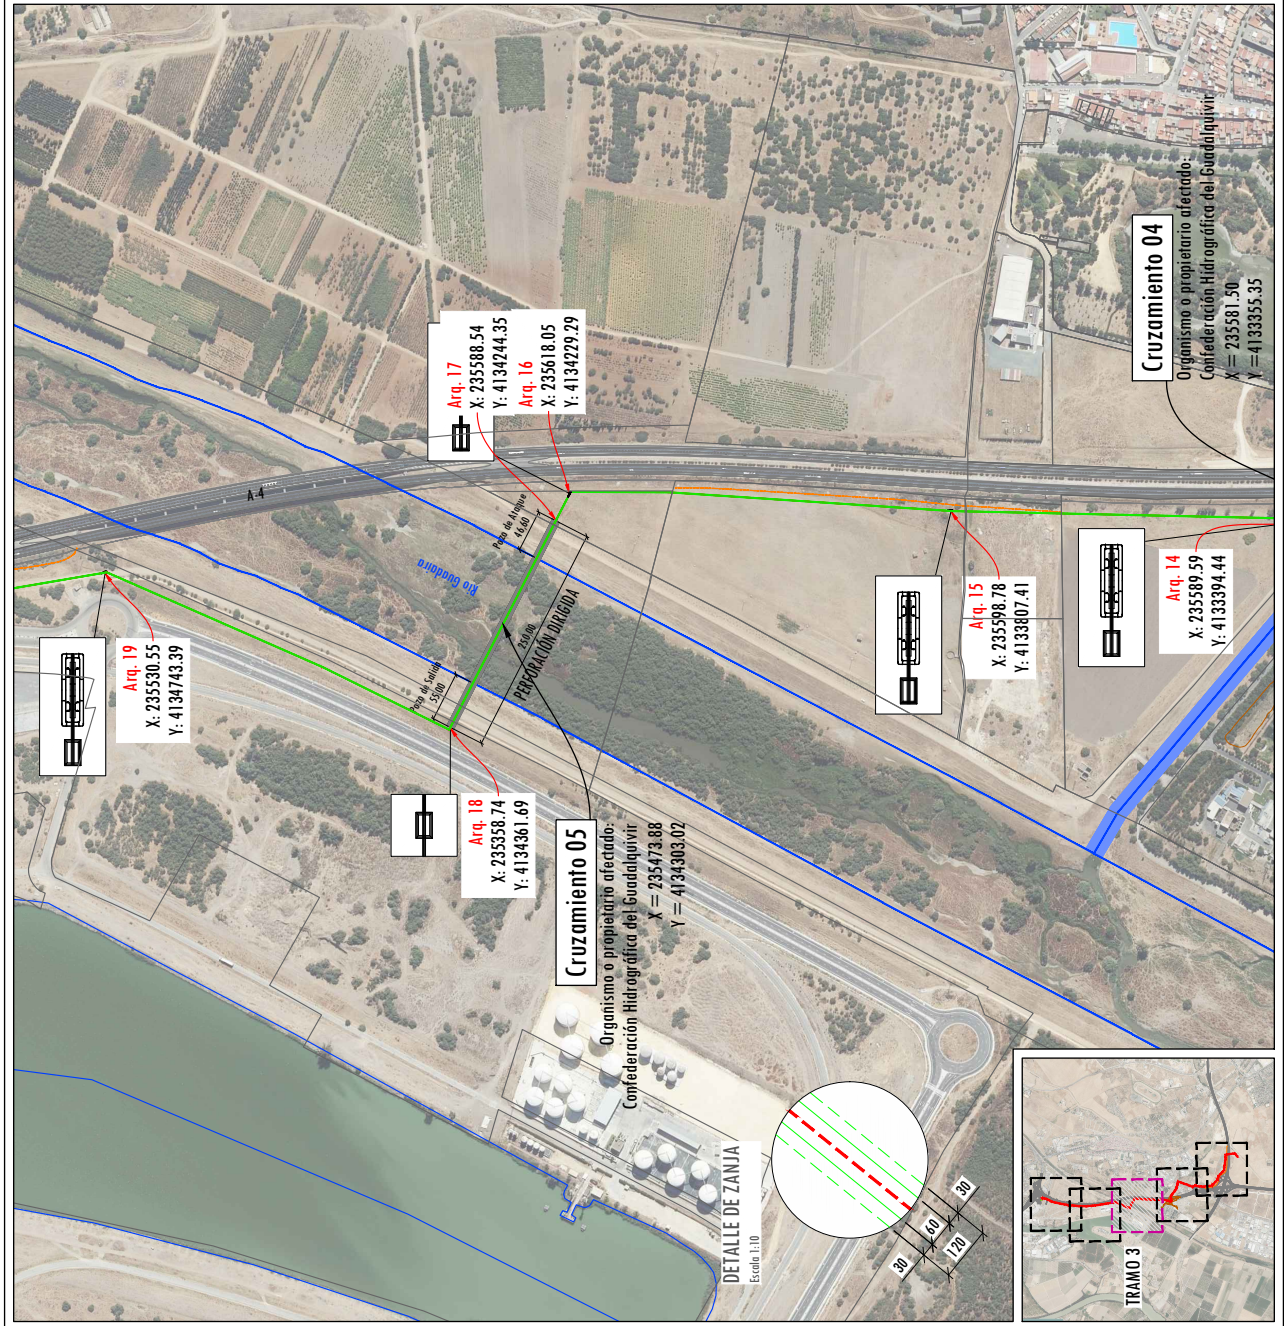 Arq. 19
X: 235530.55
Y: 4134743.39
A-4
Río Guadaira
Pozo de Ataque
46,60
Pozo de Salida
55,00
250,00
PERFORACIÓN DIRIGIDA
Arq. 17
X: 235588.54
Y: 4134244.35
Arq. 16
X: 235618.05
Y: 4134229.29
Arq. 18
X: 235358.74
Y: 4134361.69
Cruzamiento 05
Organismo o propietario afectado:
Confederación Hidrográfica del Guadalquivir
X = 235473.88
Y = 4134303.02
Arq. 15
X: 235598.78
Y: 4133807.41
Arq. 14
X: 235589.59
Y: 4133394.44
Cruzamiento 04
Organismo o propietario afectado:
Confederación Hidrográfica del Guadalquivir
X = 235581.50
Y = 4133355.35
DETALLE DE ZANJA
Escala 1:10
30
60
30
120
TRAMO 3